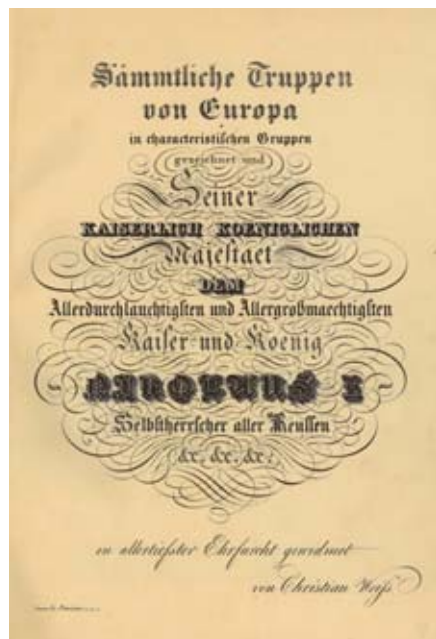 Sämmtliche Truppen
von Europa
in characteristischen Gruppen
gezeichnet und
Seiner
KAISERLICH KOENIGLICHEN
Majestaet
DEM
Allerdurchlauchtigsten und Allergroßmaechtigsten
Kaiser und Koenig
NICOLAUS I
Selbstherrscher aller Reussen
&c. &c. &c.
in allertiefster Ehrfurcht gewidmet
von Christian Weiß